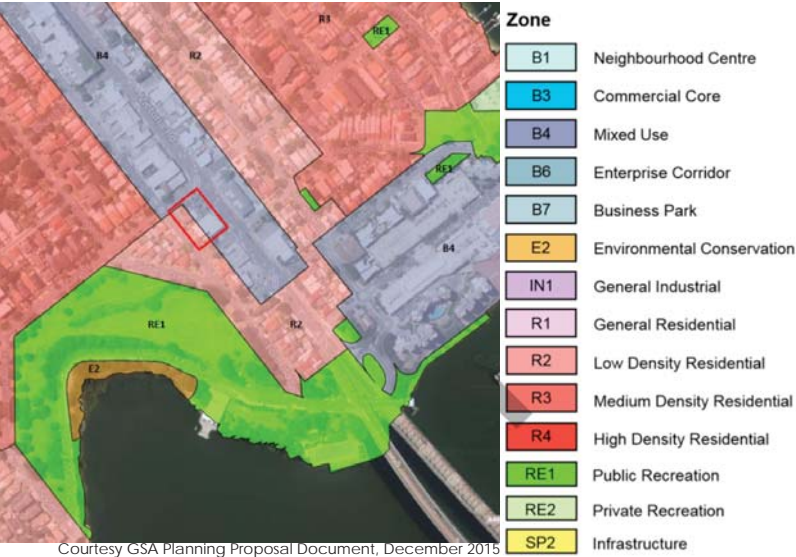 R3
RE1
B4
R2
RE1
B4
RE1
R2
E2
Courtesy GSA Planning Proposal Document, December 2015
Zone
B1 Neighbourhood Centre
B3 Commercial Core
B4 Mixed Use
B6 Enterprise Corridor
B7 Business Park
E2 Environmental Conservation
IN1 General Industrial
R1 General Residential
R2 Low Density Residential
R3 Medium Density Residential
R4 High Density Residential
RE1 Public Recreation
RE2 Private Recreation
SP2 Infrastructure